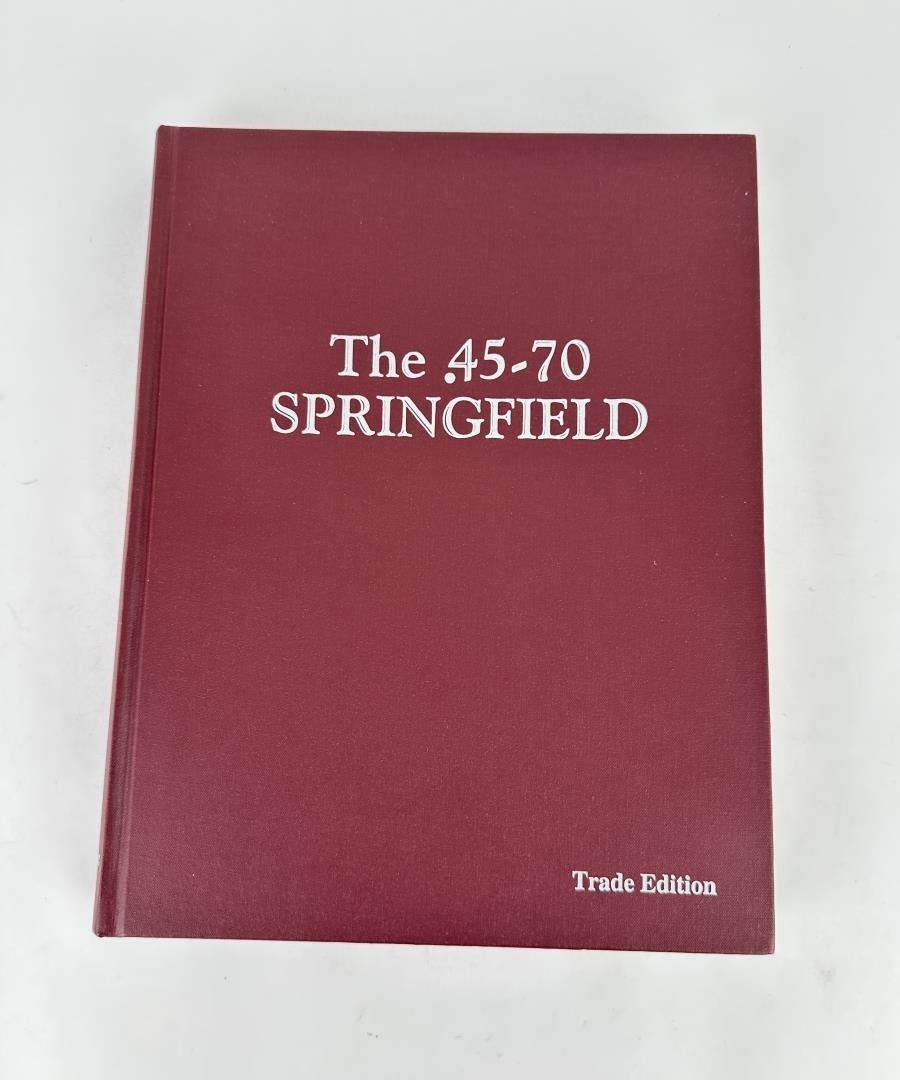 The .45-70
SPRINGFIELD
Trade Edition